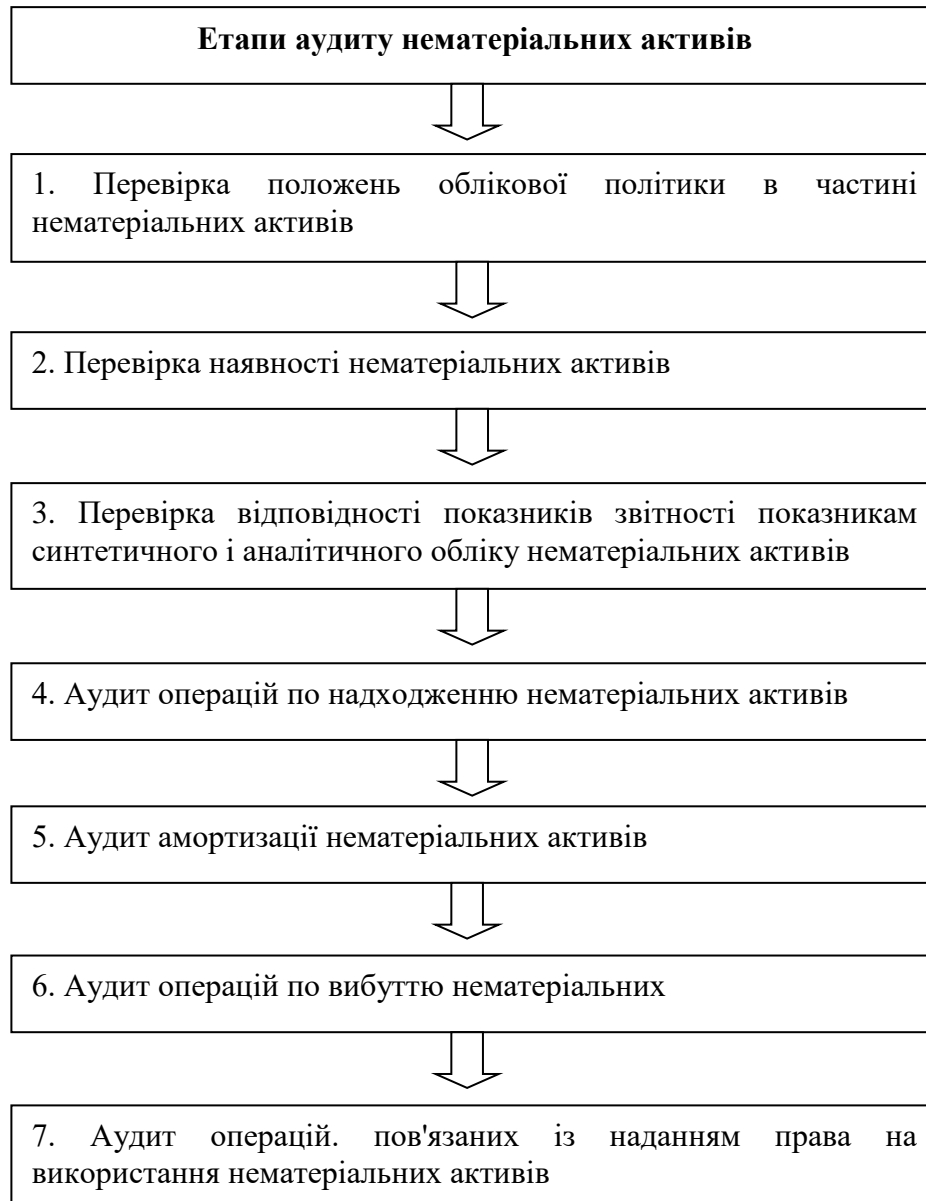 Етапи аудиту нематеріальних активів
1. Перевірка положень облікової політики в частині
нематеріальних активів
2. Перевірка наявності нематеріальних активів
3. Перевірка відповідності показників звітності показникам
синтетичного і аналітичного обліку нематеріальних активів
4. Аудит операцій по надходженню нематеріальних активів
5. Аудит амортизації нематеріальних активів
6. Аудит операцій по вибуттю нематеріальних
7. Аудит операцій. пов'язаних із наданням права на
використання нематеріальних активів